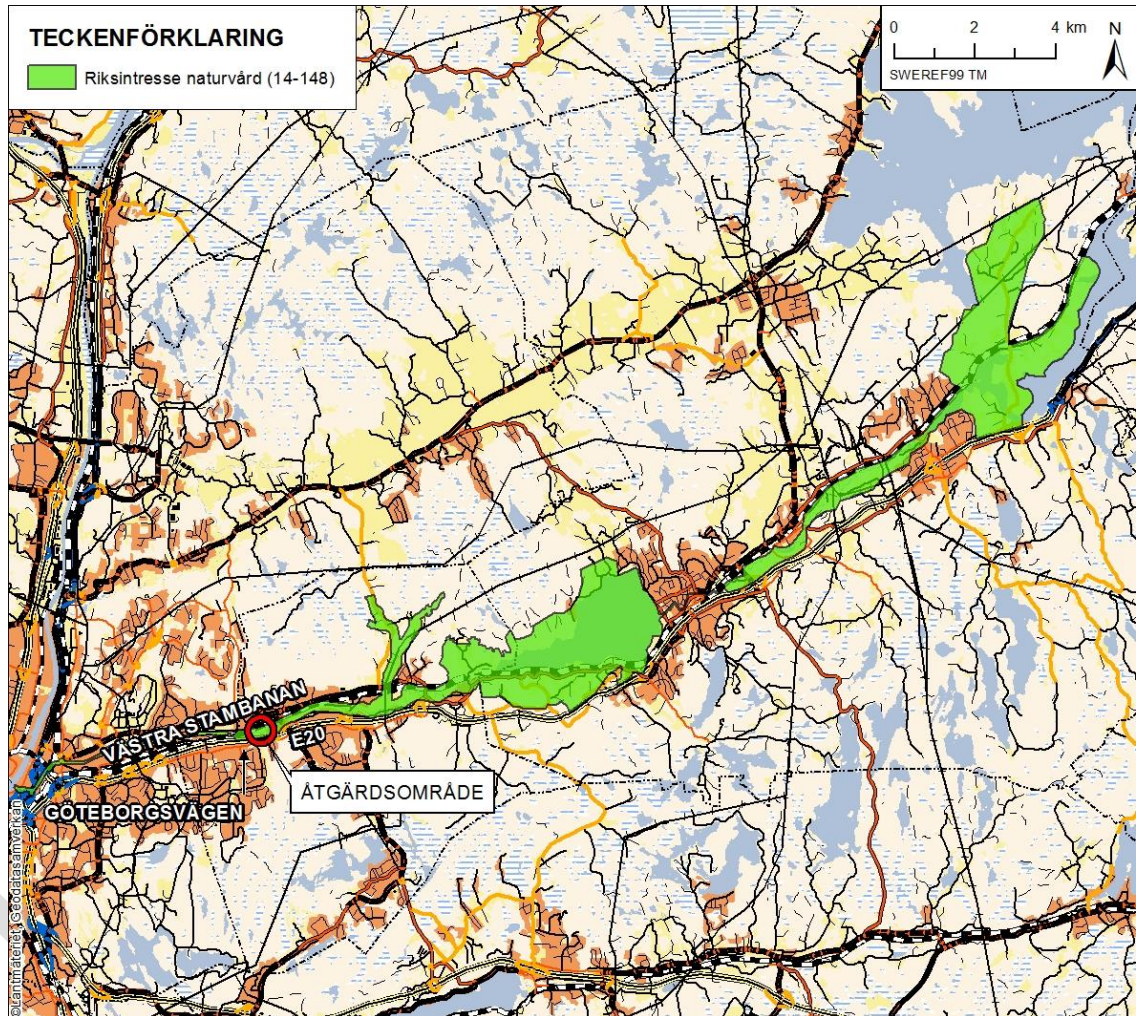 TECKENFÖRKLARING
Riksintresse naturvård (14-148)
0 2 4 km N
SWEREF99 TM
VÄSTRA STAMBANAN
E20
ÅTGÄRDSOMRÅDE
GÖTEBORGSVÄGEN
© Lantmäteriet, Geodatasamverkan